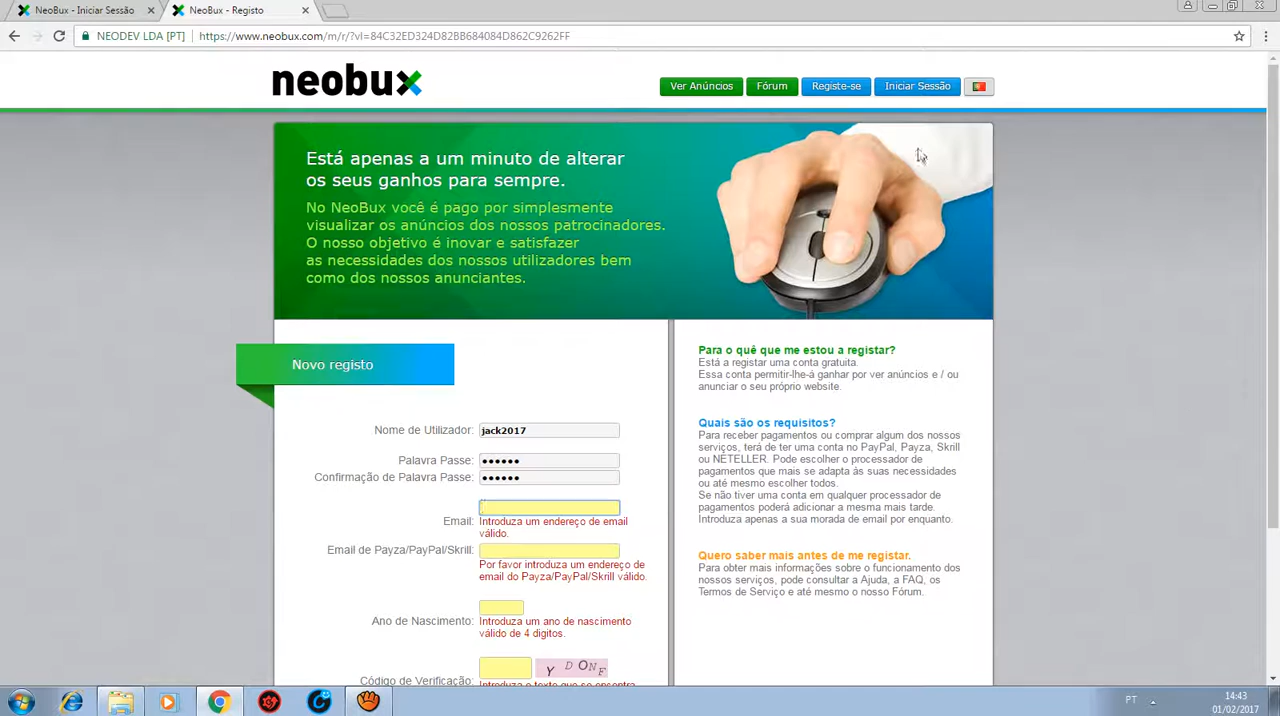 NeoBux - Iniciar Sessão
NeoBux - Registo
NEODEV LDA [PT]
https://www.neobux.com/m/r/?vl=84C32ED324D82BB684084D862C9262FF
neobux
Ver Anúncios
Fórum
Registe-se
Iniciar Sessão
Está apenas a um minuto de alterar
os seus ganhos para sempre.
No NeoBux você é pago por simplesmente
visualizar os anúncios dos nossos patrocinadores.
O nosso objetivo é inovar e satisfazer
as necessidades dos nossos utilizadores bem
como dos nossos anunciantes.
Novo registo
Nome de Utilizador: jack2017
Palavra Passe: ••••••
Confirmação de Palavra Passe: ••••••
Email:
Introduza um endereço de email
válido.
Email de Payza/PayPal/Skrill:
Por favor introduza um endereço de
email do Payza/PayPal/Skrill válido.
Ano de Nascimento:
Introduza um ano de nascimento
válido de 4 digitos.
Código de Verificação:
Y D O N F
Introduza o texto que se encontra
Para o quê que me estou a registar?
Está a registar uma conta gratuita.
Essa conta permitir-lhe-á ganhar por ver anúncios e / ou
anunciar o seu próprio website.
Quais são os requisitos?
Para receber pagamentos ou comprar algum dos nossos
serviços, terá de ter uma conta no PayPal, Payza, Skrill
ou NETELLER. Pode escolher o processador de
pagamentos que mais se adapta ás suas necessidades
ou até mesmo escolher todos.
Se não tiver uma conta em qualquer processador de
pagamentos poderá adicionar a mesma mais tarde.
Introduza apenas a sua morada de email por enquanto.
Quero saber mais antes de me registar.
Para obter mais informações sobre o funcionamento dos
nossos serviços, pode consultar a Ajuda, a FAQ, os
Termos de Serviço e até mesmo o nosso Fórum.
PT
14:43
01/02/2017